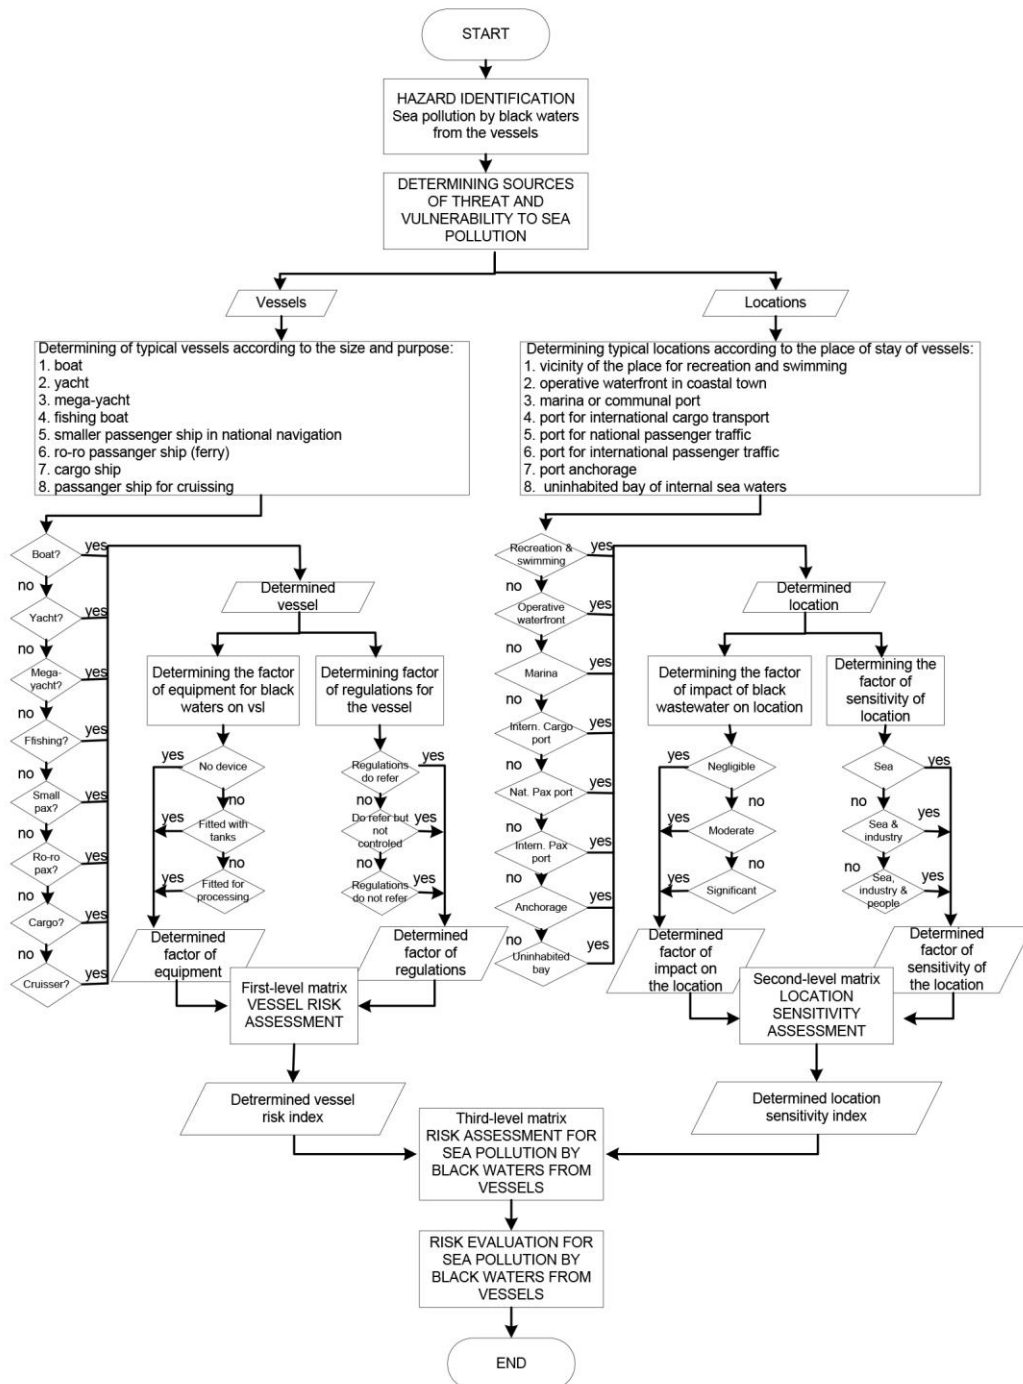 START
HAZARD IDENTIFICATION
Sea pollution by black waters
from the vessels
DETERMINING SOURCES
OF THREAT AND
VULNERABILITY TO SEA
POLLUTION
Vessels
Locations
Determining of typical vessels according to the size and purpose:
1. boat
2. yacht
3. mega-yacht
4. fishing boat
5. smaller passenger ship in national navigation
6. ro-ro passanger ship (ferry)
7. cargo ship
8. passanger ship for cruissing
Determining typical locations according to the place of stay of vessels:
1. vicinity of the place for recreation and swimming
2. operative waterfront in coastal town
3. marina or communal port
4. port for international cargo transport
5. port for national passenger traffic
6. port for international passenger traffic
7. port anchorage
8. uninhabited bay of internal sea waters
Boat?
yes
no
Yacht?
yes
no
Mega-
yacht?
yes
no
Ffishing?
yes
no
Small
pax?
yes
no
Ro-ro
pax?
yes
no
Cargo?
yes
no
Cruisser?
yes
Determined
vessel
Determining the factor
of equipment for black
waters on vsl
Determining factor
of regulations for
the vessel
yes
No device
no
yes
Fitted with
tanks
no
yes
Fitted for
processing
Regulations
do refer
yes
no
Do refer but
not
controled
yes
no
Regulations
do not refer
yes
Determined
factor of
equipment
Determined
factor of
regulations
First-level matrix
VESSEL RISK
ASSESSMENT
Detrermined vessel
risk index
Recreation &
swimming
yes
no
Operative
waterfront
yes
no
Marina
yes
no
Intern. Cargo
port
yes
no
Nat. Pax port
yes
no
Intern. Pax
port
yes
no
Anchorage
yes
no
Uninhabited
bay
yes
Determined
location
Determining the factor
of impact of black
wastewater on location
Determining the
factor of
sensitivity of
location
yes
Negligible
no
yes
Moderate
no
yes
Significant
Sea
yes
no
Sea &
industry
yes
no
Sea,
industry &
people
yes
Determined
factor of
impact on
the location
Determined
factor of
sensitivity of
the location
Second-level matrix
LOCATION
SENSITIVITY
ASSESSMENT
Determined location
sensitivity index
Third-level matrix
RISK ASSESSMENT FOR
SEA POLLUTION BY
BLACK WATERS FROM
VESSELS
RISK EVALUATION FOR
SEA POLLUTION BY
BLACK WATERS FROM
VESSELS
END